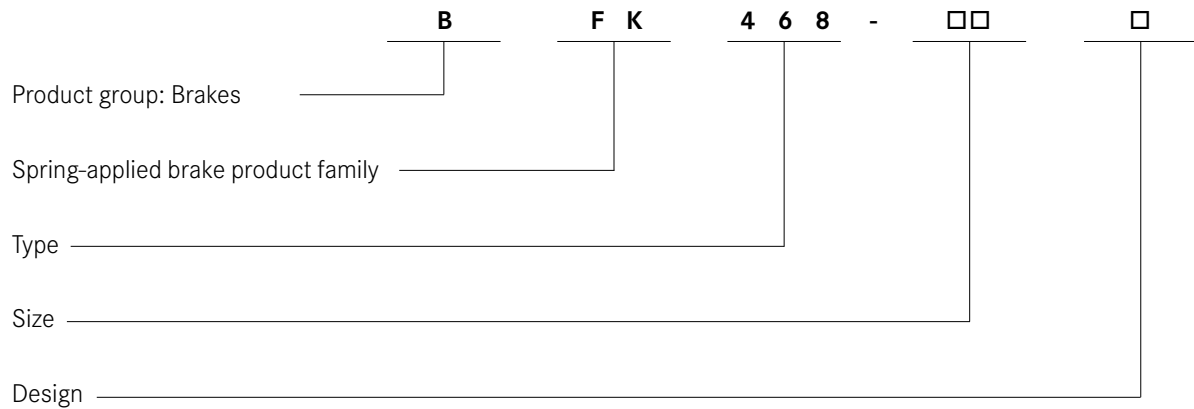 B F K 4 6 8 - □□ □
Product group: Brakes
Spring-applied brake product family
Type
Size
Design